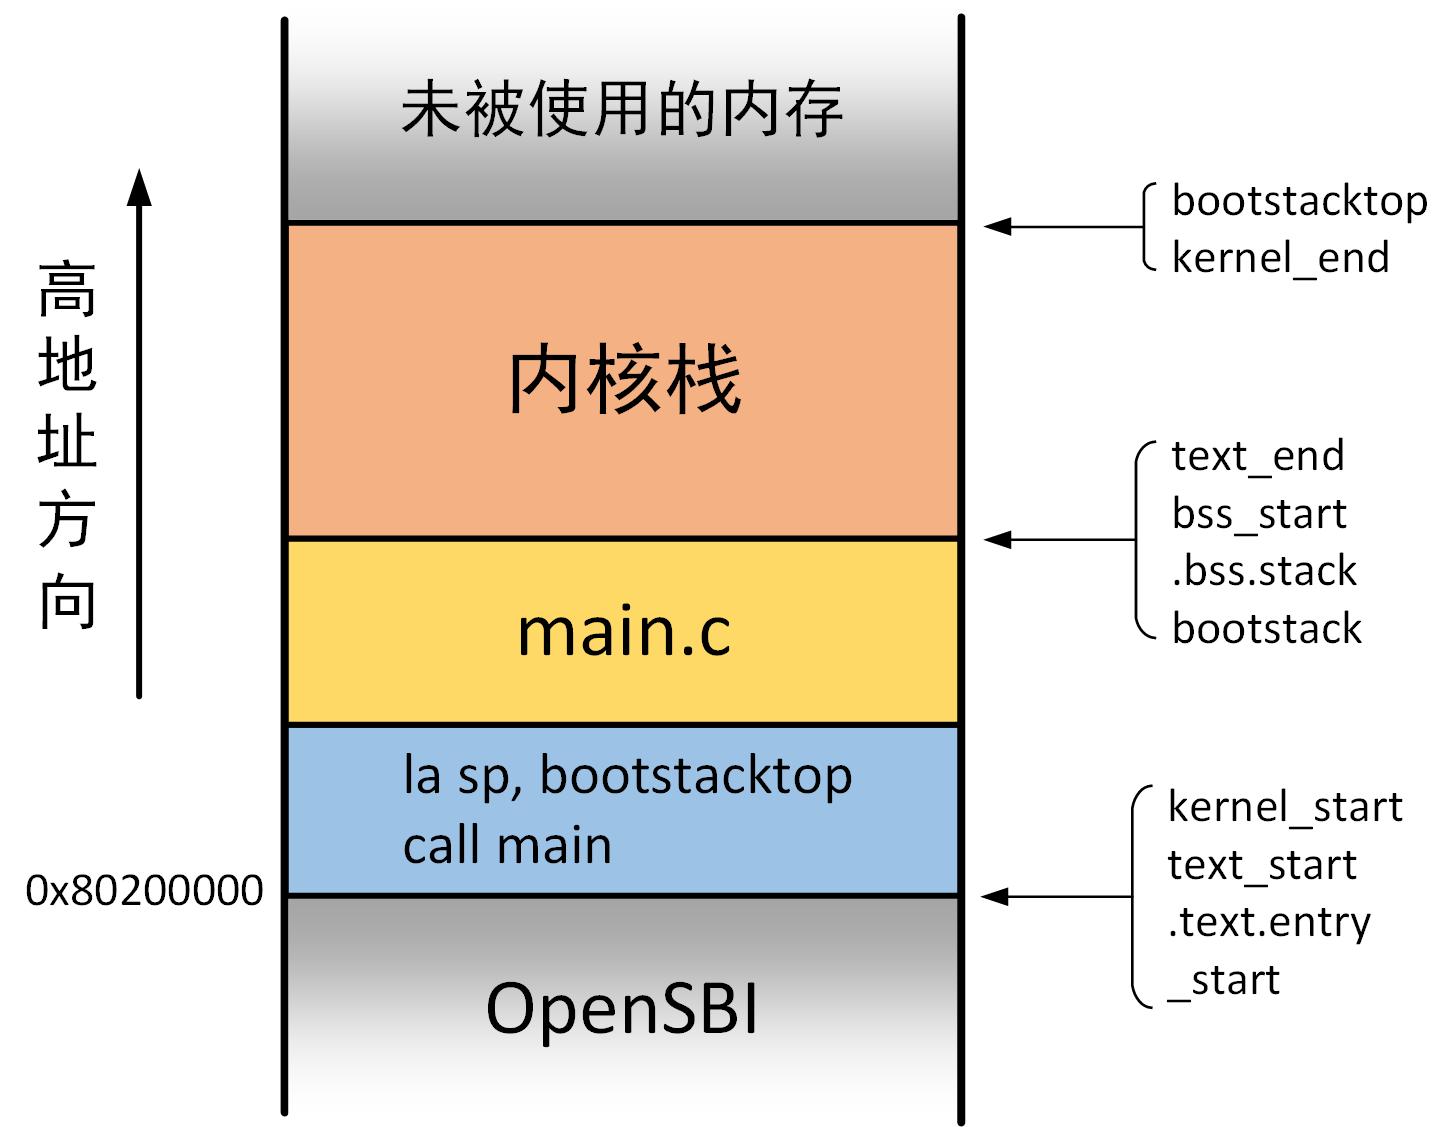 未被使用的内存
bootstacktop
kernel_end
高地址方向
内核栈
text_end
bss_start
.bss.stack
bootstack
main.c
la sp, bootstacktop
call main
kernel_start
text_start
.text.entry
_start
0x80200000
OpenSBI